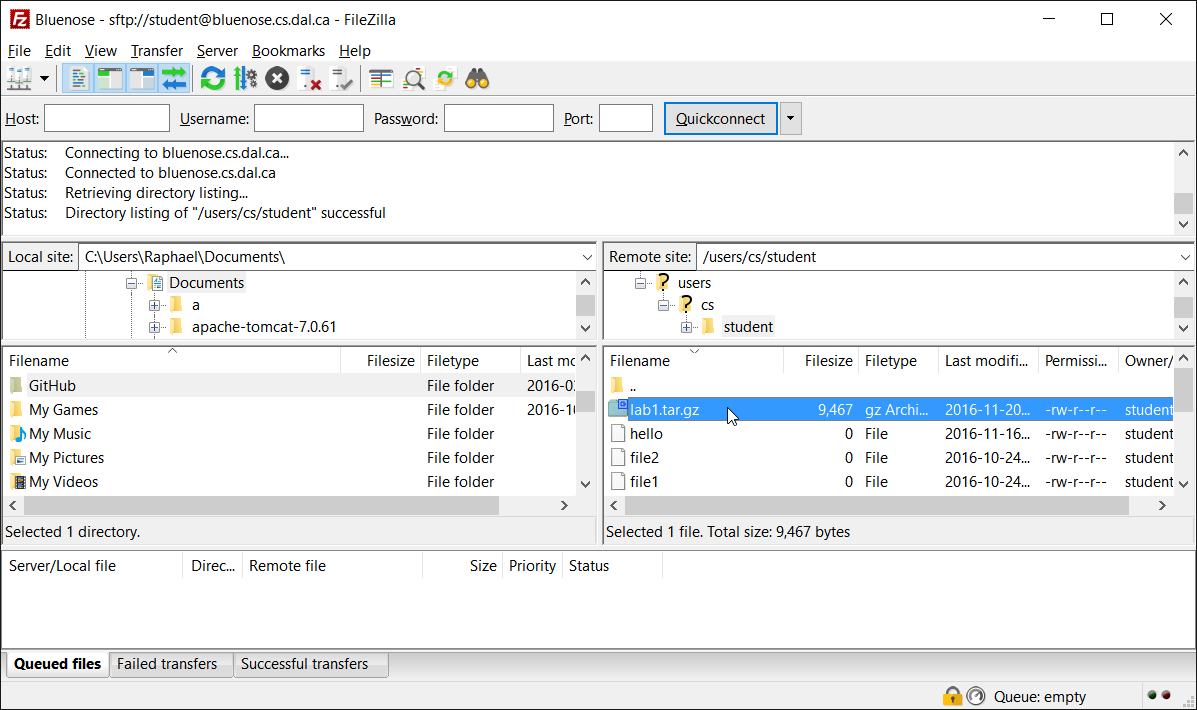 Bluenose - sftp://student@bluenose.cs.dal.ca - FileZilla
File Edit View Transfer Server Bookmarks Help
Host: Username: Password: Port: Quickconnect
Status: Connecting to bluenose.cs.dal.ca...
Status: Connected to bluenose.cs.dal.ca
Status: Retrieving directory listing...
Status: Directory listing of "/users/cs/student" successful
Local site: C:\Users\Raphael\Documents\
Documents
a
apache-tomcat-7.0.61
Filename Filesize Filetype Last mo
GitHub File folder 2016-02
My Games File folder 2016-10
My Music File folder
My Pictures File folder
My Videos File folder
Selected 1 directory.
Remote site: /users/cs/student
? users
? cs
student
Filename Filesize Filetype Last modifi... Permissi... Owner/
..
lab1.tar.gz 9,467 gz Archi... 2016-11-20... -rw-r--r-- student
hello 0 File 2016-11-16... -rw-r--r-- student
file2 0 File 2016-10-24... -rw-r--r-- student
file1 0 File 2016-10-24... -rw-r--r-- student
Selected 1 file. Total size: 9,467 bytes
Server/Local file Direc... Remote file Size Priority Status
Queued files Failed transfers Successful transfers
Queue: empty